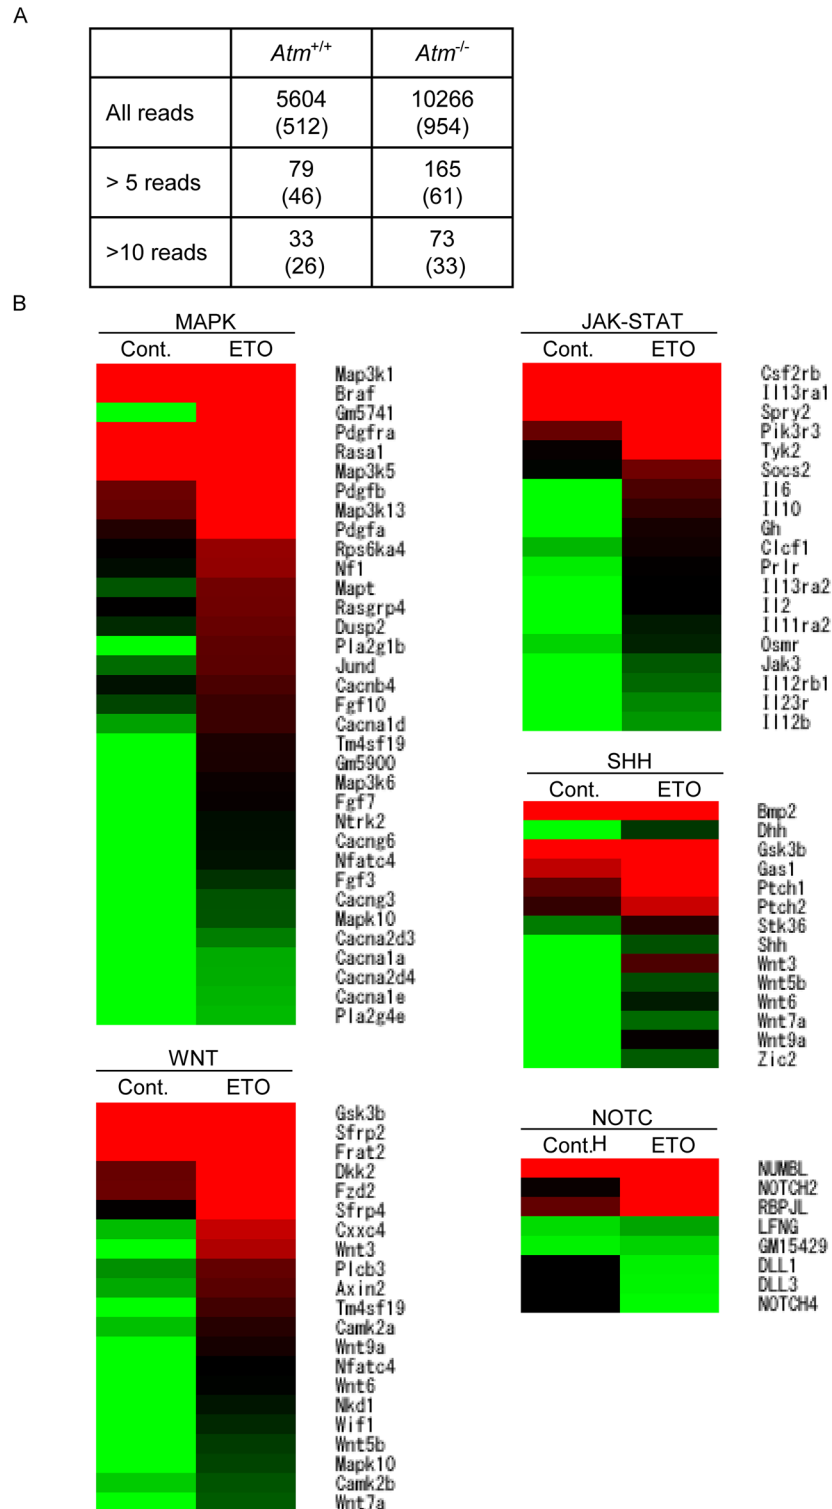 A
Atm+/+ Atm-/-
All reads 5604 10266
(512) (954)
> 5 reads 79 165
(46) (61)
>10 reads 33 73
(26) (33)
B
MAPK
Cont. ETO
Map3k1
Braf
Gm5741
Pdgfra
Rasa1
Map3k5
Pdgfb
Map3k13
Pdgfa
Rps6ka4
Nf1
Mapt
Rasgrp4
Dusp2
Pla2g1b
Jund
Cacnb4
Fgf10
Cacna1d
Tm4sf19
Gm5900
Map3k6
Fgf7
Ntrk2
Cacng6
Nfatc4
Fgf3
Cacng3
Mapk10
Cacna2d3
Cacna1a
Cacna2d4
Cacna1e
Pla2g4e
WNT
Cont. ETO
Gsk3b
Sfrp2
Frat2
Dkk2
Fzd2
Sfrp4
Cxxc4
Wnt3
Plcb3
Axin2
Tm4sf19
Camk2a
Wnt9a
Nfatc4
Wnt6
Nkd1
Wif1
Wnt5b
Mapk10
Camk2b
Wnt7a
JAK-STAT
Cont. ETO
Csf2rb
Il13ra1
Spry2
Pik3r3
Tyk2
Socs2
Il6
Il10
Gh
Clcf1
Prlr
Il13ra2
Il2
Il11ra2
Osmr
Jak3
Il12rb1
Il23r
Il12b
SHH
Cont. ETO
Bmp2
Dhh
Gsk3b
Gas1
Ptch1
Ptch2
Stk36
Shh
Wnt3
Wnt5b
Wnt6
Wnt7a
Wnt9a
Zic2
NOTC
Cont.H ETO
NUMBL
NOTCH2
RBPJL
LFNG
GM15429
DLL1
DLL3
NOTCH4